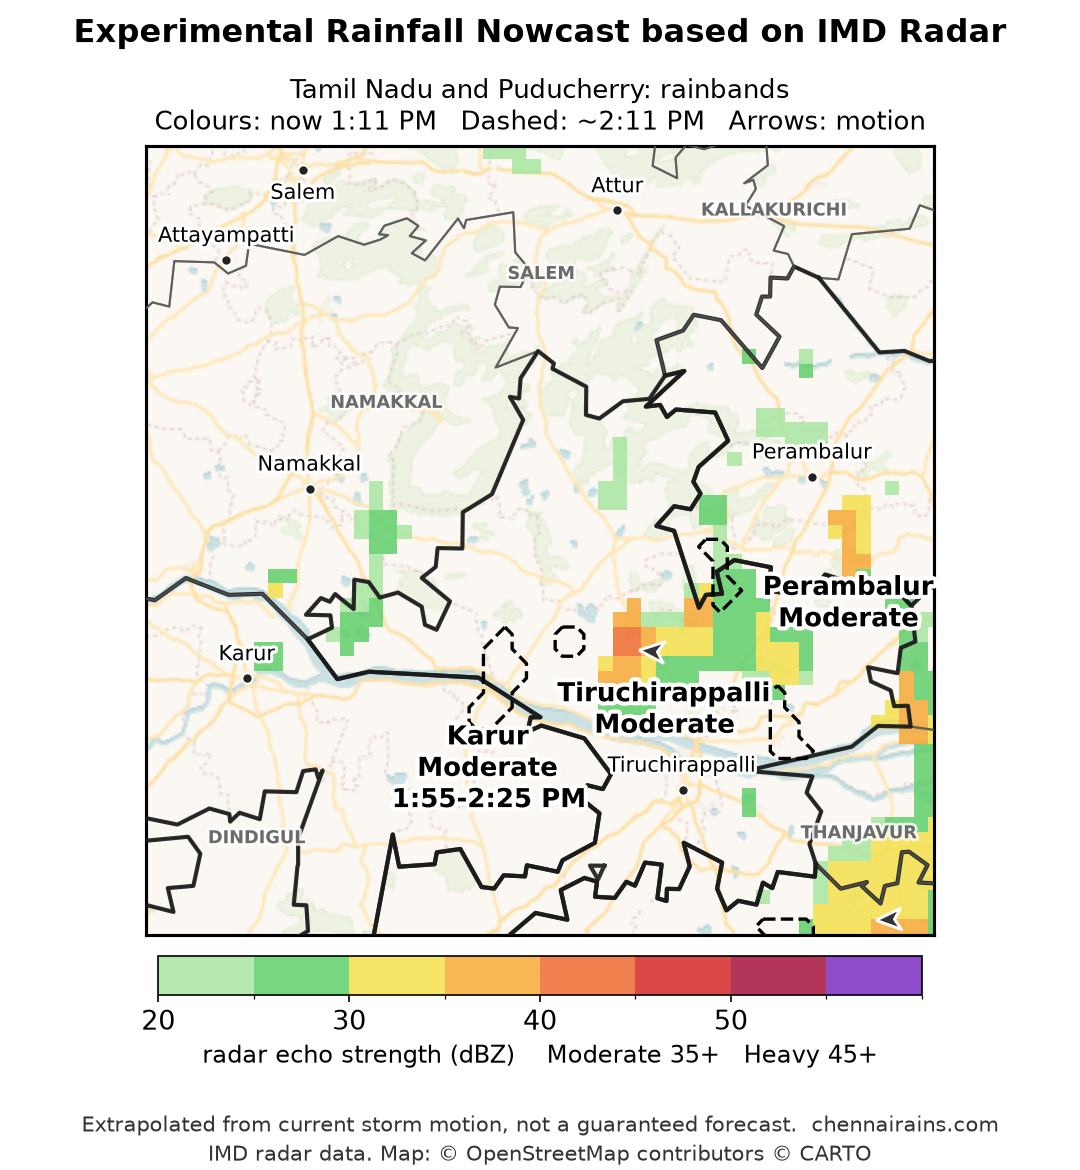 Experimental Rainfall Nowcast based on IMD Radar
Tamil Nadu and Puducherry: rainbands
Colours: now 1:11 PM   Dashed: ~2:11 PM   Arrows: motion
Salem
Attur
KALLAKURICHI
Attayampatti
SALEM
NAMAKKAL
Namakkal
Perambalur
Perambalur
Moderate
Karur
Tiruchirappalli
Moderate
Karur
Moderate
1:55-2:25 PM
Tiruchirappalli
DINDIGUL
THANJAVUR
20 30 40 50
radar echo strength (dBZ)   Moderate 35+   Heavy 45+
Extrapolated from current storm motion, not a guaranteed forecast.  chennairains.com
IMD radar data. Map: © OpenStreetMap contributors © CARTO